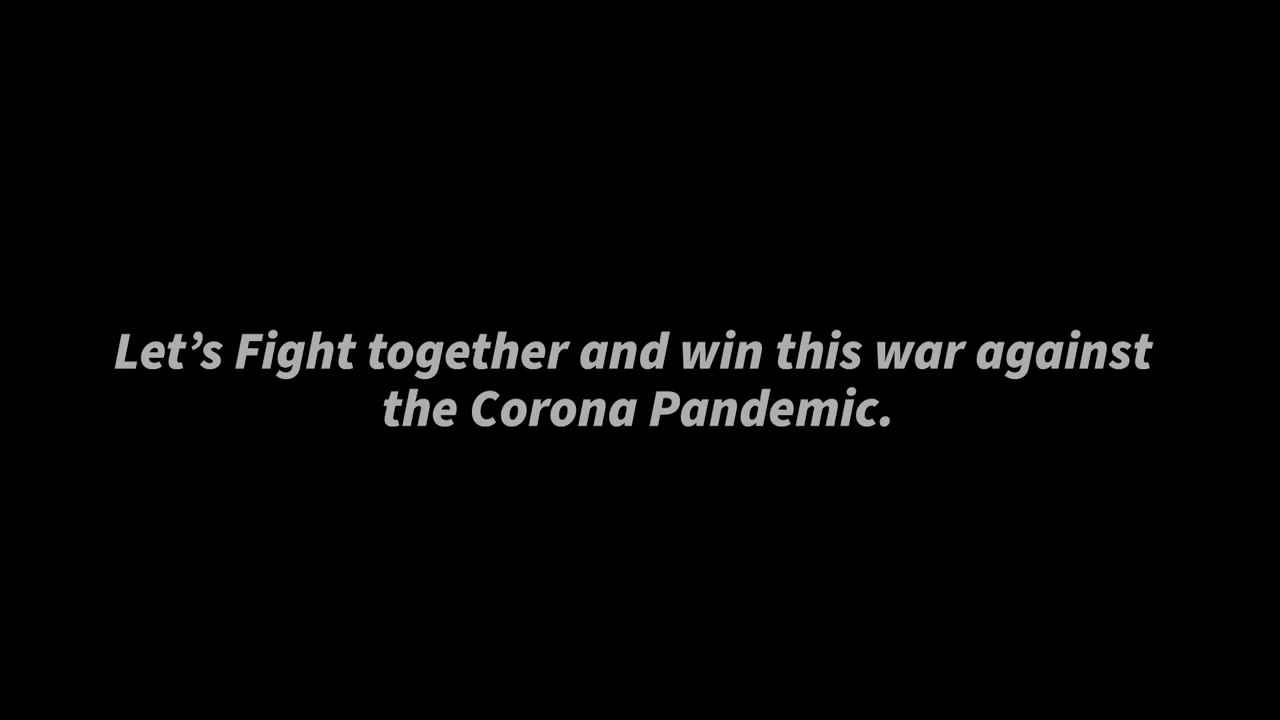 Let’s Fight together and win this war against
the Corona Pandemic.